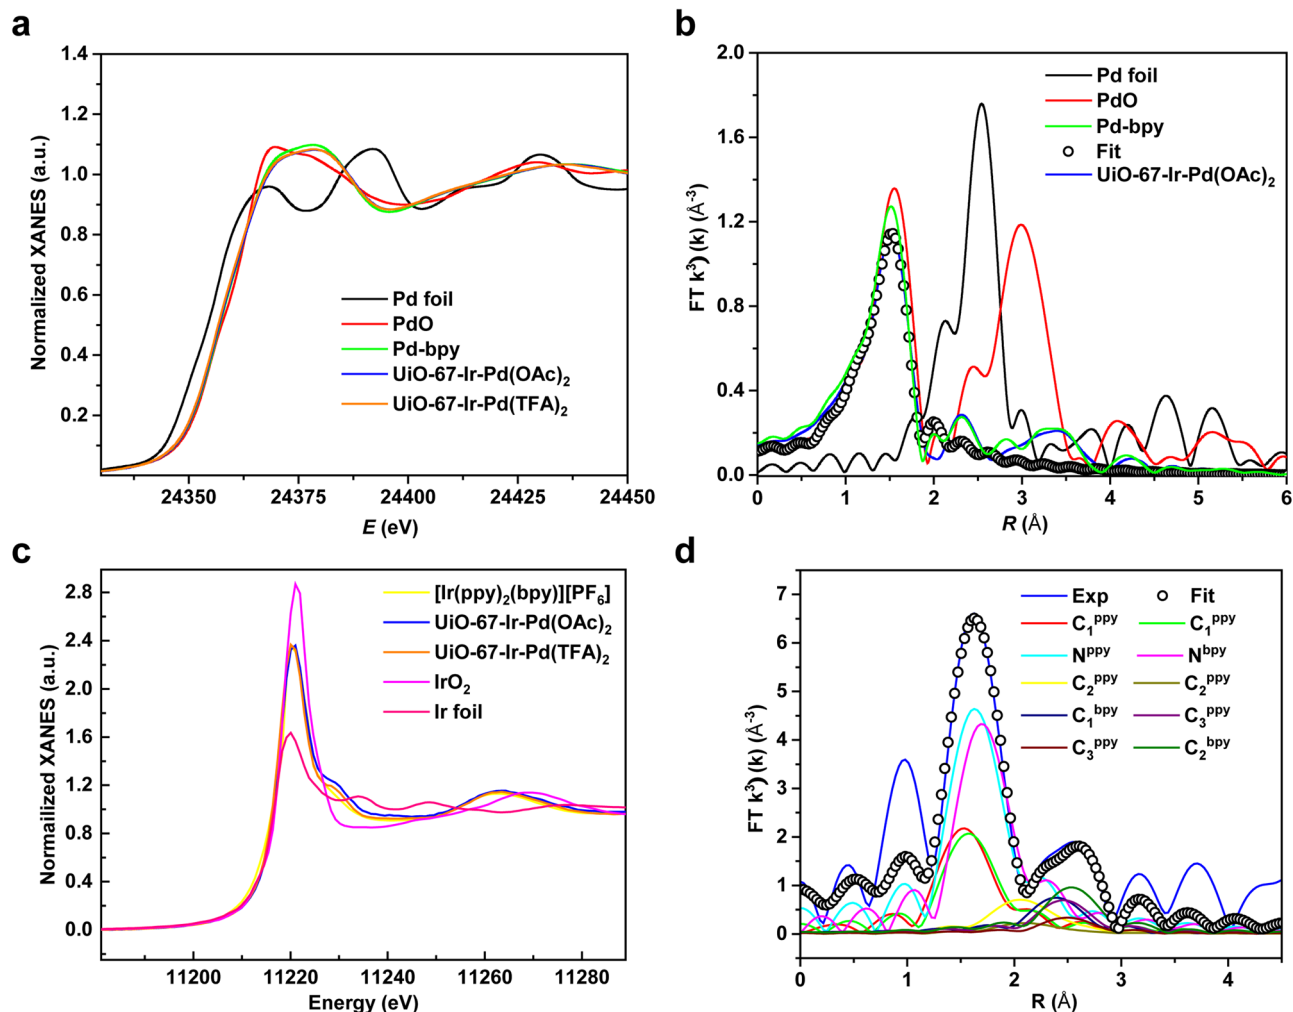 a
1.4
1.2
1.0
0.8
0.6
0.4
0.2
Normalized XANES (a.u.)
Pd foil
PdO
Pd-bpy
UiO-67-Ir-Pd(OAc)₂
UiO-67-Ir-Pd(TFA)₂
24350 24375 24400 24425 24450
E (eV)
b
2.0
1.6
1.2
0.8
0.4
0.0
FT k³) (k) (Å⁻³)
Pd foil
PdO
Pd-bpy
Fit
UiO-67-Ir-Pd(OAc)₂
0 1 2 3 4 5 6
R (Å)
c
2.8
2.4
2.0
1.6
1.2
0.8
0.4
0.0
Normailized XANES (a.u.)
[Ir(ppy)₂(bpy)][PF₆]
UiO-67-Ir-Pd(OAc)₂
UiO-67-Ir-Pd(TFA)₂
IrO₂
Ir foil
11200 11220 11240 11260 11280
Energy (eV)
d
7
6
5
4
3
2
1
0
FT k³) (k) (Å⁻³)
Exp Fit
C₁ᵖᵖʸ C₁ᵖᵖʸ
Nᵖᵖʸ Nᵇᵖʸ
C₂ᵖᵖʸ C₂ᵖᵖʸ
C₁ᵇᵖʸ C₃ᵖᵖʸ
C₃ᵖᵖʸ C₂ᵇᵖʸ
0 1 2 3 4
R (Å)